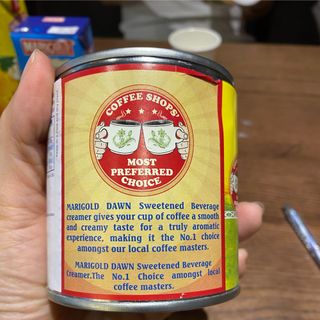 COFFEE SHOPS'
MOST
PREFERRED
CHOICE
MARIGOLD DAWN Sweetened Beverage
creamer gives your cup of coffee a smooth
and creamy taste for a truly aromatic
experience, making it the No.1 choice
amongst our local coffee masters.
MARIGOLD DAWN Sweetened Beverage
Creamer.The No.1 Choice amongst local
coffee masters.